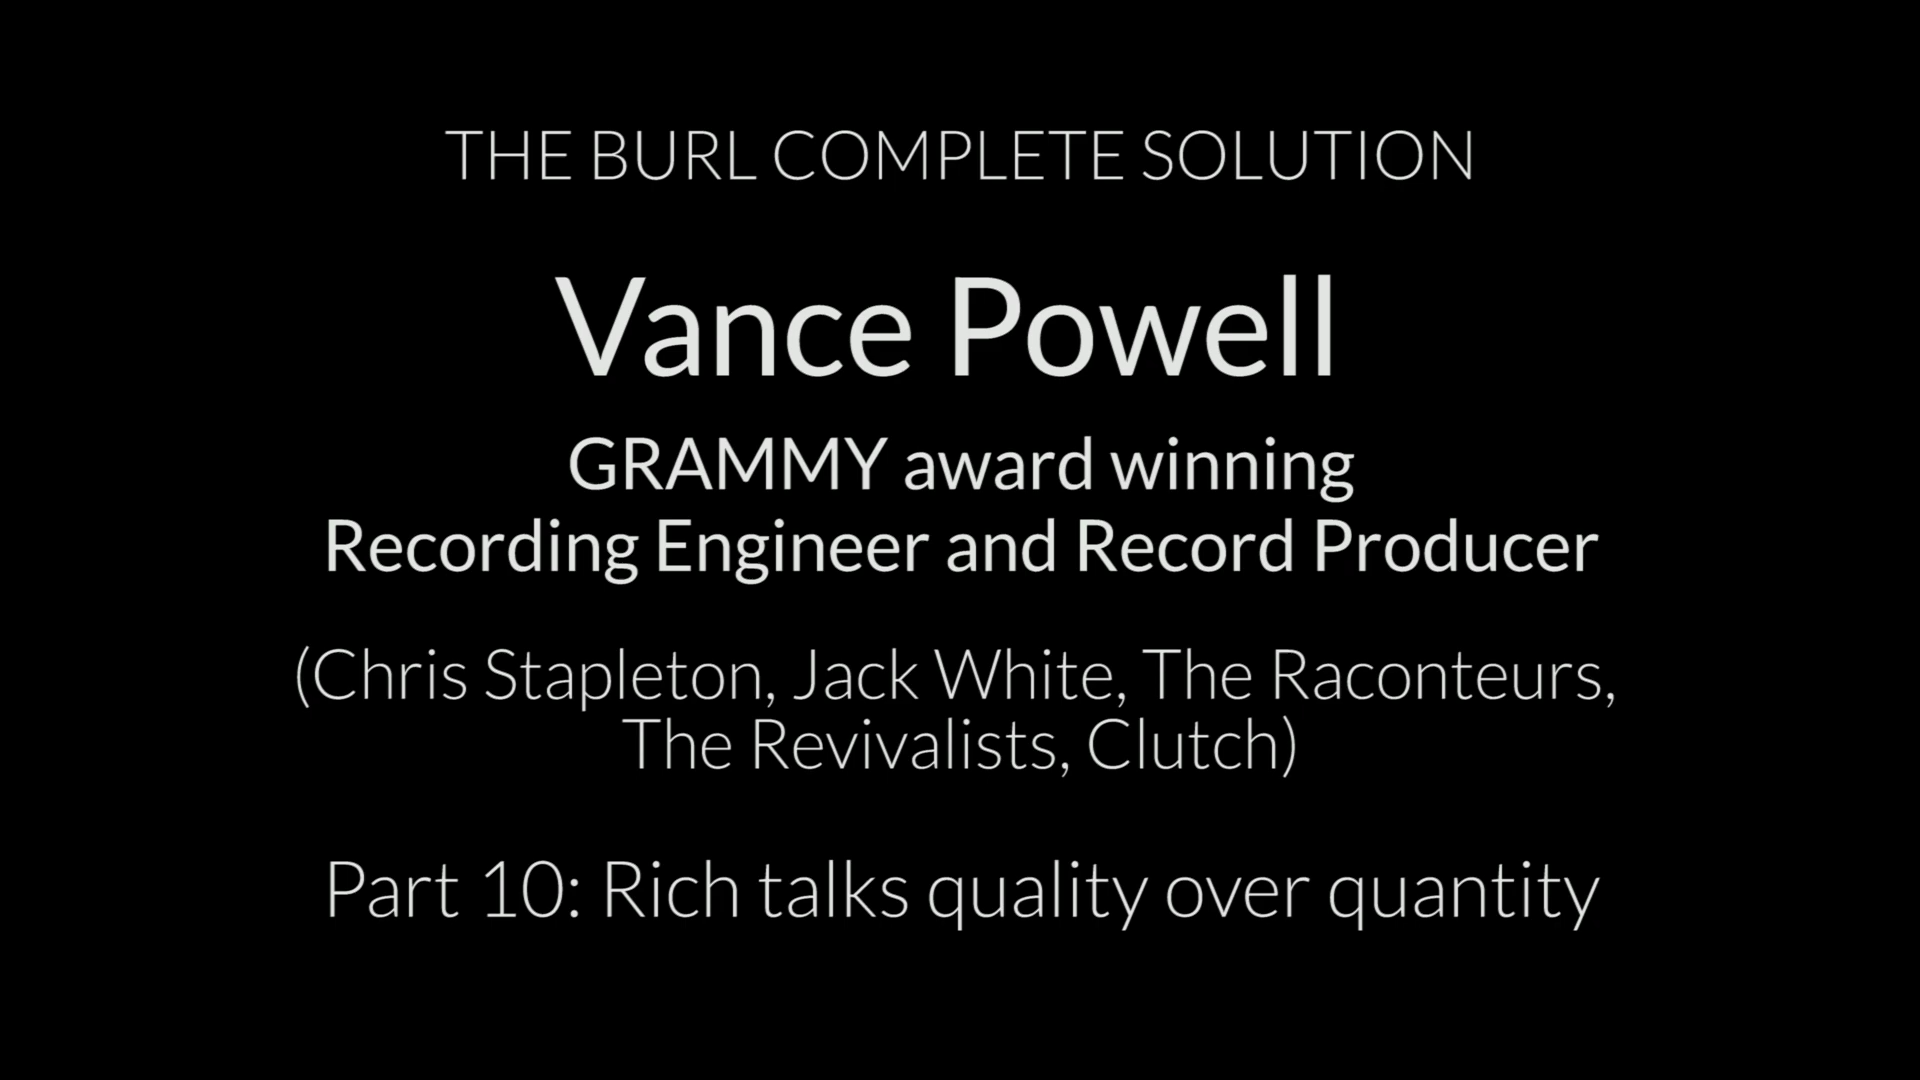 THE BURL COMPLETE SOLUTION
Vance Powell
GRAMMY award winning
Recording Engineer and Record Producer
(Chris Stapleton, Jack White, The Raconteurs,
The Revivalists, Clutch)
Part 10: Rich talks quality over quantity